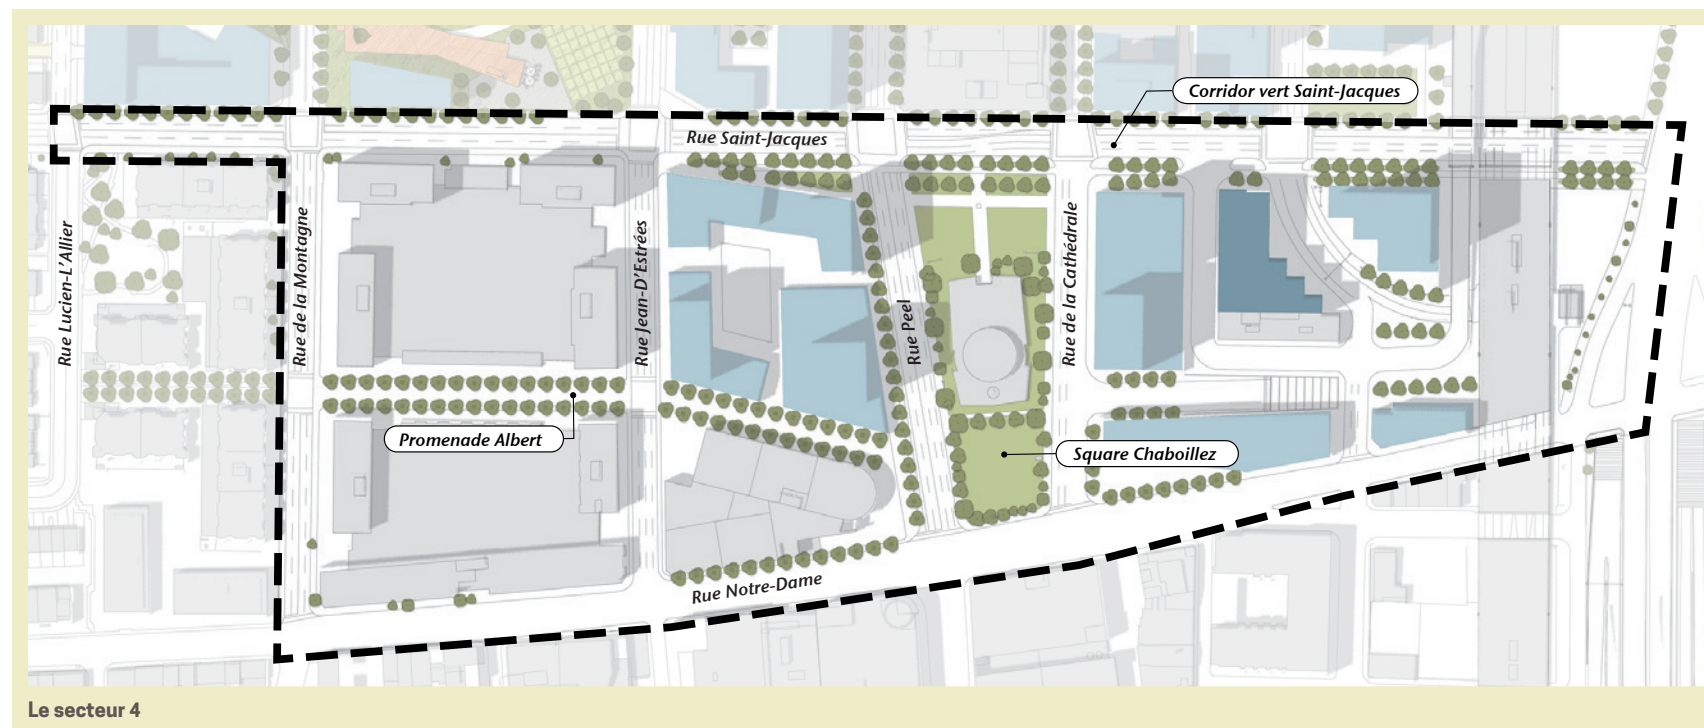 Corridor vert Saint-Jacques
Rue Saint-Jacques
Rue Lucien-L'Allier
Rue de la Montagne
Rue Jean-D'Estrées
Rue Peel
Rue de la Cathédrale
Promenade Albert
Square Chaboillez
Rue Notre-Dame
Le secteur 4